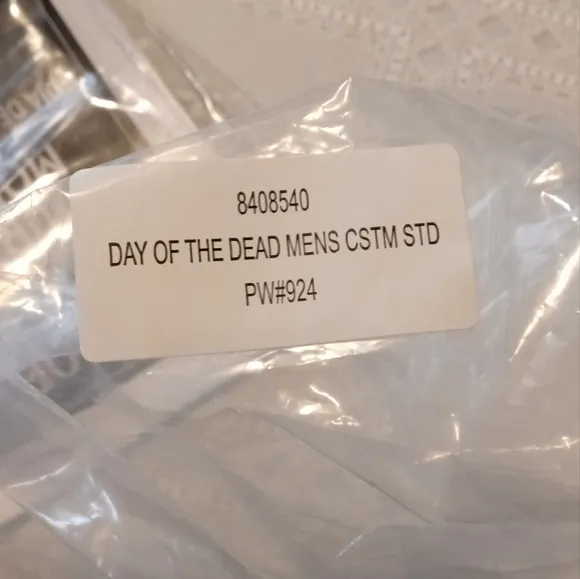 8408540
DAY OF THE DEAD MENS CSTM STD
PW#924